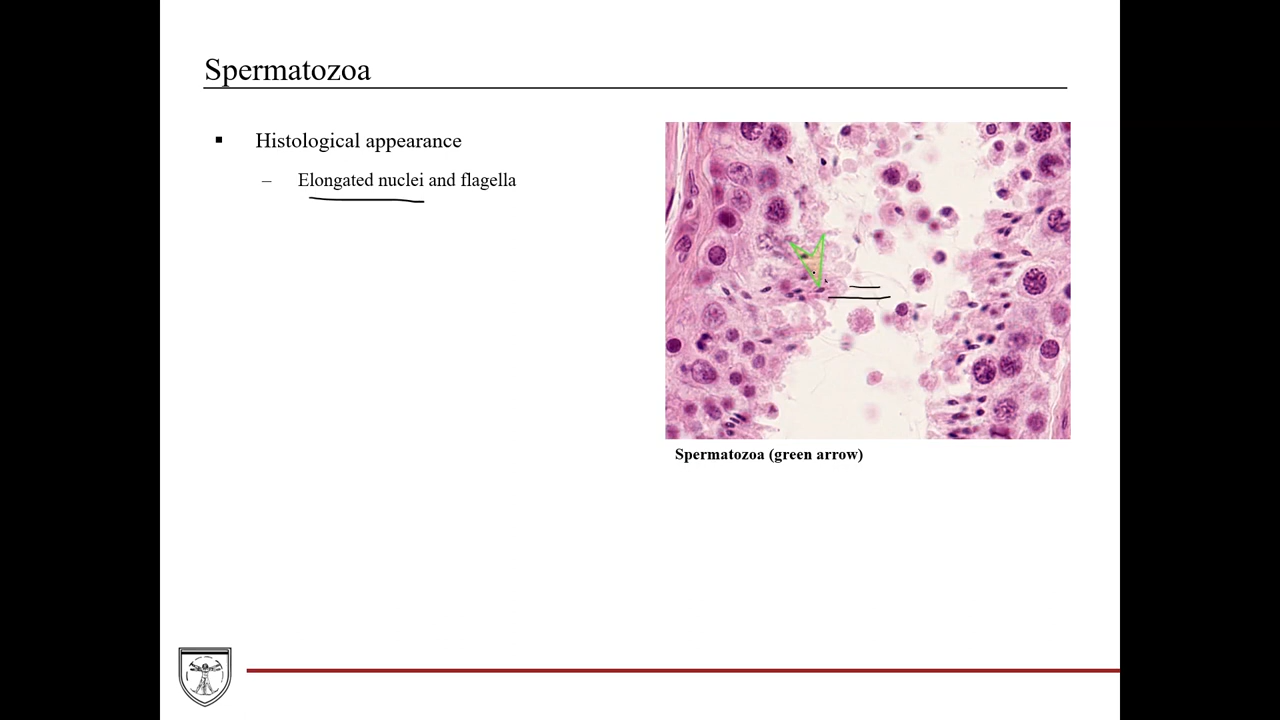 Spermatozoa
▪ Histological appearance
– Elongated nuclei and flagella
Spermatozoa (green arrow)